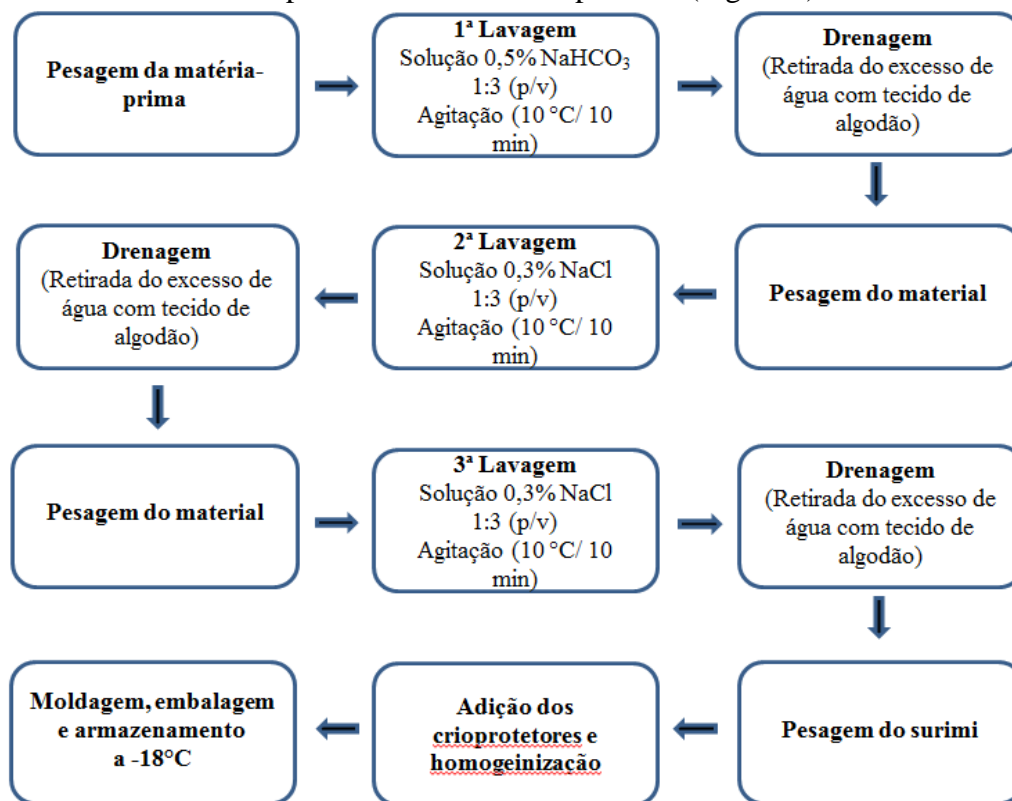 Pesagem da matéria-
prima
1ª Lavagem
Solução 0,5% NaHCO₃
1:3 (p/v)
Agitação (10 °C/ 10
min)
Drenagem
(Retirada do excesso de
água com tecido de
algodão)
Pesagem do material
2ª Lavagem
Solução 0,3% NaCl
1:3 (p/v)
Agitação (10 °C/ 10
min)
Drenagem
(Retirada do excesso de
água com tecido de
algodão)
Pesagem do material
3ª Lavagem
Solução 0,3% NaCl
1:3 (p/v)
Agitação (10 °C/ 10
min)
Drenagem
(Retirada do excesso de
água com tecido de
algodão)
Pesagem do surimi
Adição dos
crioprotetores e
homogeinização
Moldagem, embalagem
e armazenamento
a -18°C